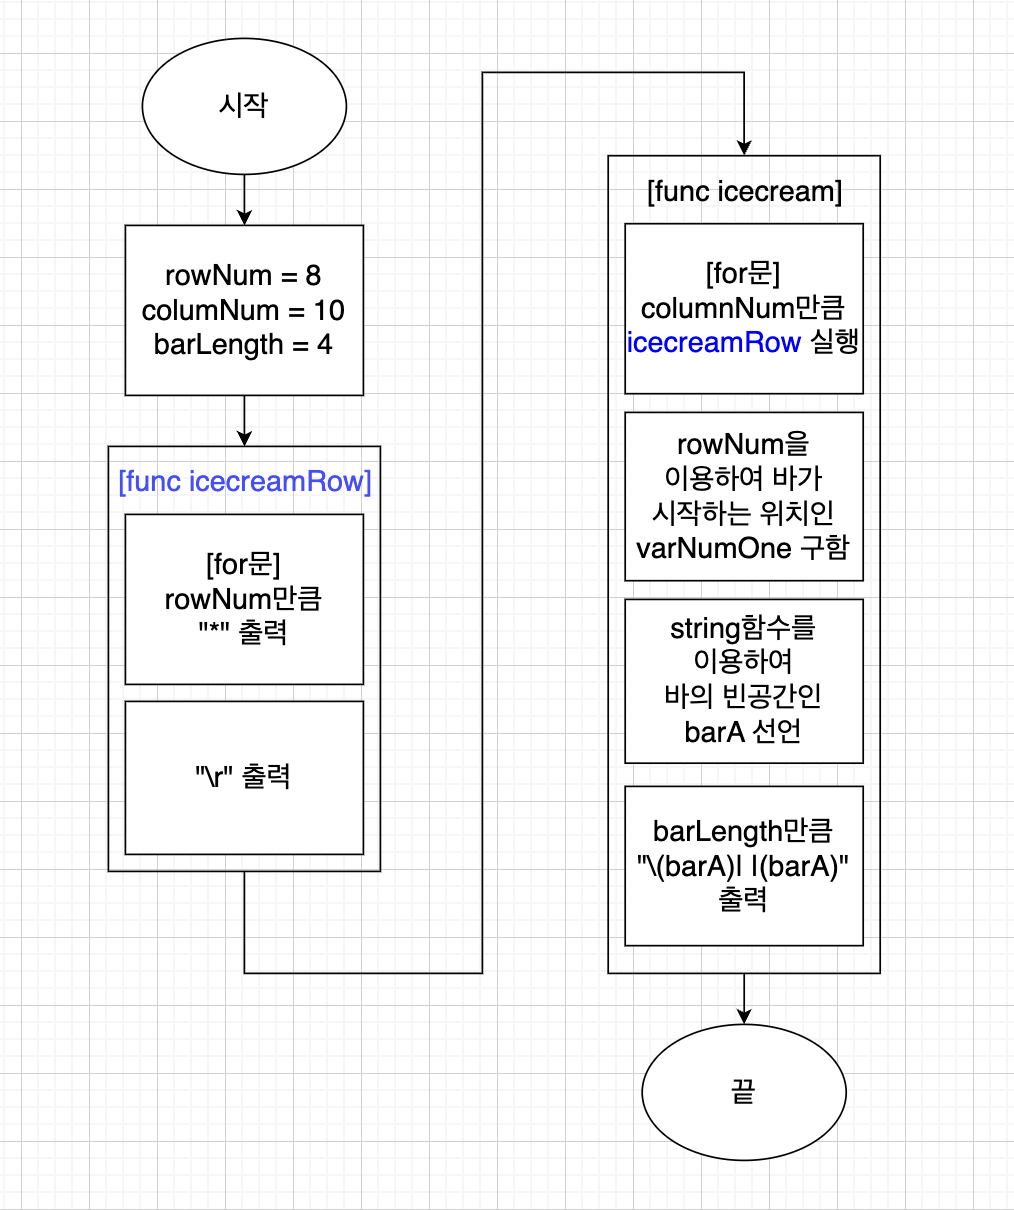 시작
rowNum = 8
columNum = 10
barLength = 4
[func icecreamRow]
[for문]
rowNum만큼
"*" 출력
"\r" 출력
[func icecream]
[for문]
columnNum만큼
icecreamRow 실행
rowNum을
이용하여 바가
시작하는 위치인
varNumOne 구함
string함수를
이용하여
바의 빈공간인
barA 선언
barLength만큼
"\(barA)| |(barA)"
출력
끝